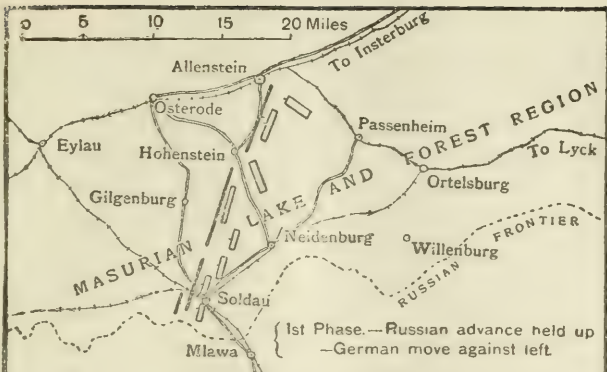 0 5 10 15 20 Miles
Allenstein
To Insterburg
Osterode
Passenheim
Eylau
Hohenstein
To Lyck
Ortelsburg
Gilgenburg
MASURIAN LAKE AND FOREST REGION
Neidenburg
Willenburg
RUSSIAN FRONTIER
Soldau
1st Phase.—Russian advance held up
—German move against left.
Mlawa